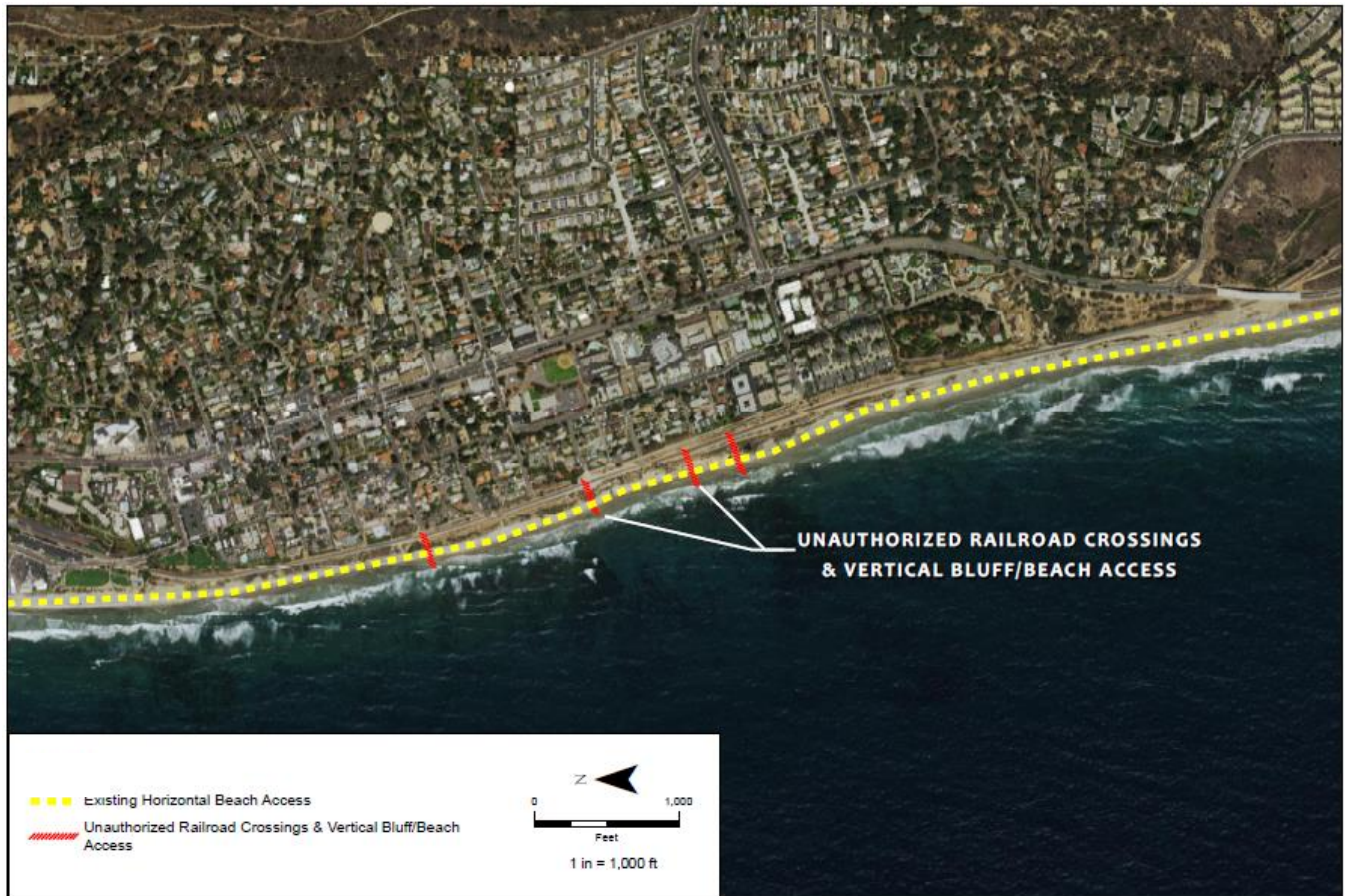 UNAUTHORIZED RAILROAD CROSSINGS
& VERTICAL BLUFF/BEACH ACCESS
Existing Horizontal Beach Access
Unauthorized Railroad Crossings & Vertical Bluff/Beach
Access
N
0 1,000
Feet
1 in = 1,000 ft